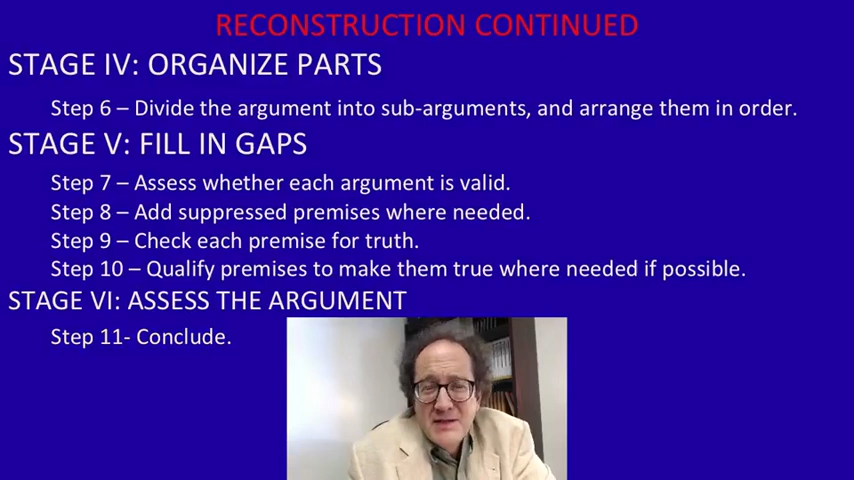 RECONSTRUCTION CONTINUED
STAGE IV: ORGANIZE PARTS
Step 6 – Divide the argument into sub-arguments, and arrange them in order.
STAGE V: FILL IN GAPS
Step 7 – Assess whether each argument is valid.
Step 8 – Add suppressed premises where needed.
Step 9 – Check each premise for truth.
Step 10 – Qualify premises to make them true where needed if possible.
STAGE VI: ASSESS THE ARGUMENT
Step 11- Conclude.